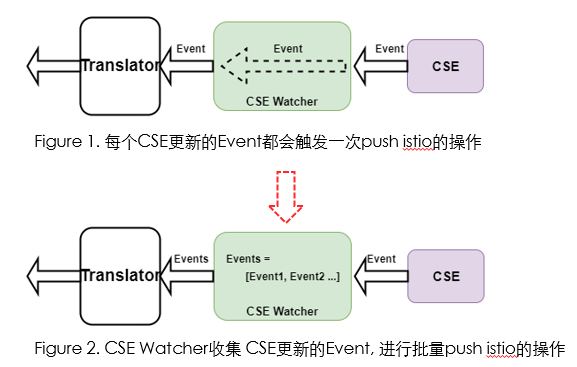 Event
Event
Event
Translator
CSE
CSE Watcher
Figure 1. 每个CSE更新的Event都会触发一次push istio的操作
Events
Events =
Event
[Event1, Event2 ...]
Translator
CSE
CSE Watcher
Figure 2. CSE Watcher收集 CSE更新的Event, 进行批量push istio的操作